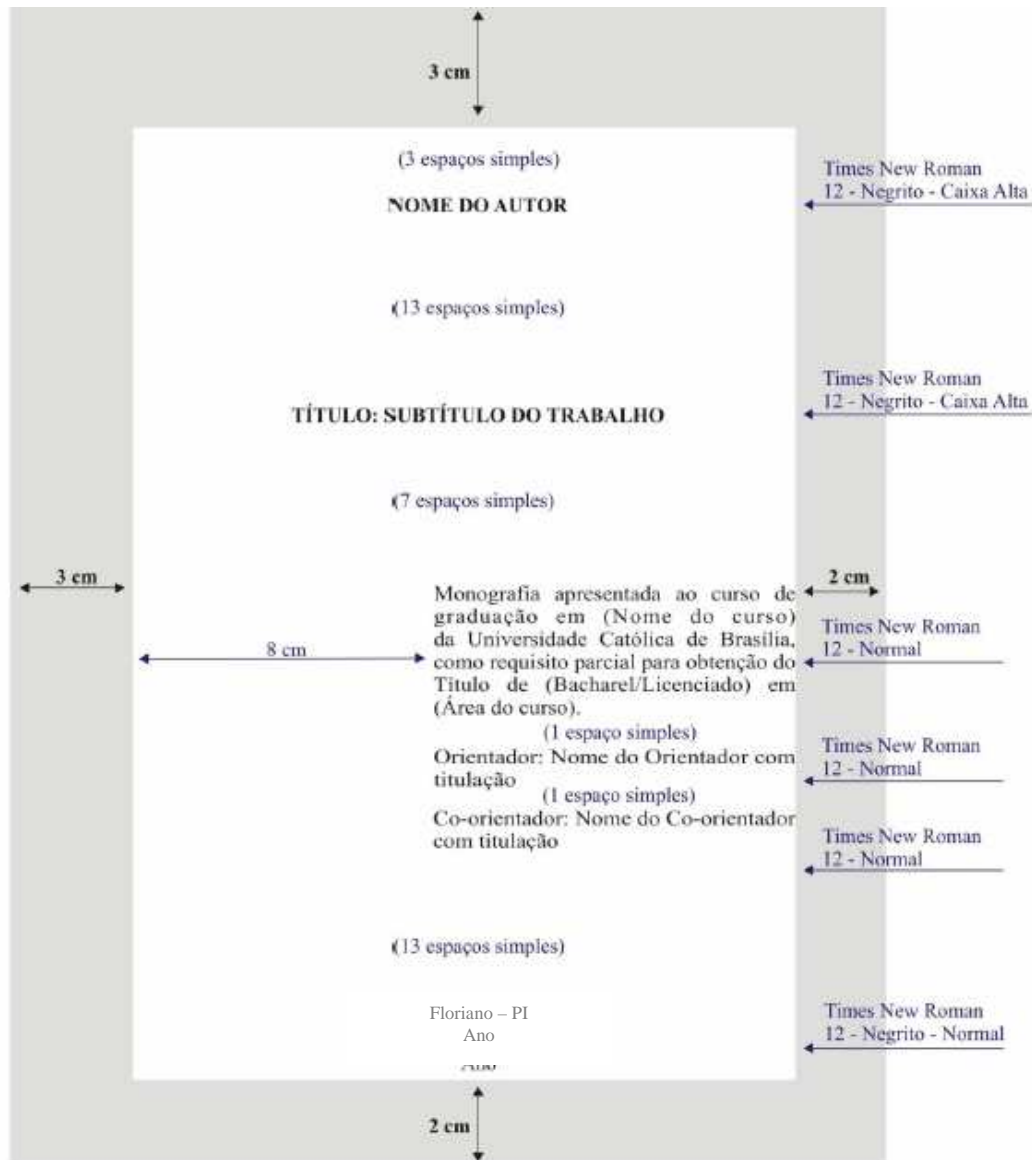 3 cm
(3 espaços simples)
Times New Roman
12 - Negrito - Caixa Alta
NOME DO AUTOR
(13 espaços simples)
Times New Roman
12 - Negrito - Caixa Alta
TÍTULO: SUBTÍTULO DO TRABALHO
(7 espaços simples)
3 cm
2 cm
8 cm
Monografia apresentada ao curso de
graduação em (Nome do curso)
da Universidade Católica de Brasília,
como requisito parcial para obtenção do
Título de (Bacharel/Licenciado) em
(Área do curso).
Times New Roman
12 - Normal
(1 espaço simples)
Orientador: Nome do Orientador com
titulação
Times New Roman
12 - Normal
(1 espaço simples)
Co-orientador: Nome do Co-orientador
com titulação
Times New Roman
12 - Normal
(13 espaços simples)
Floriano – PI
Ano
Times New Roman
12 - Negrito - Normal
2 cm